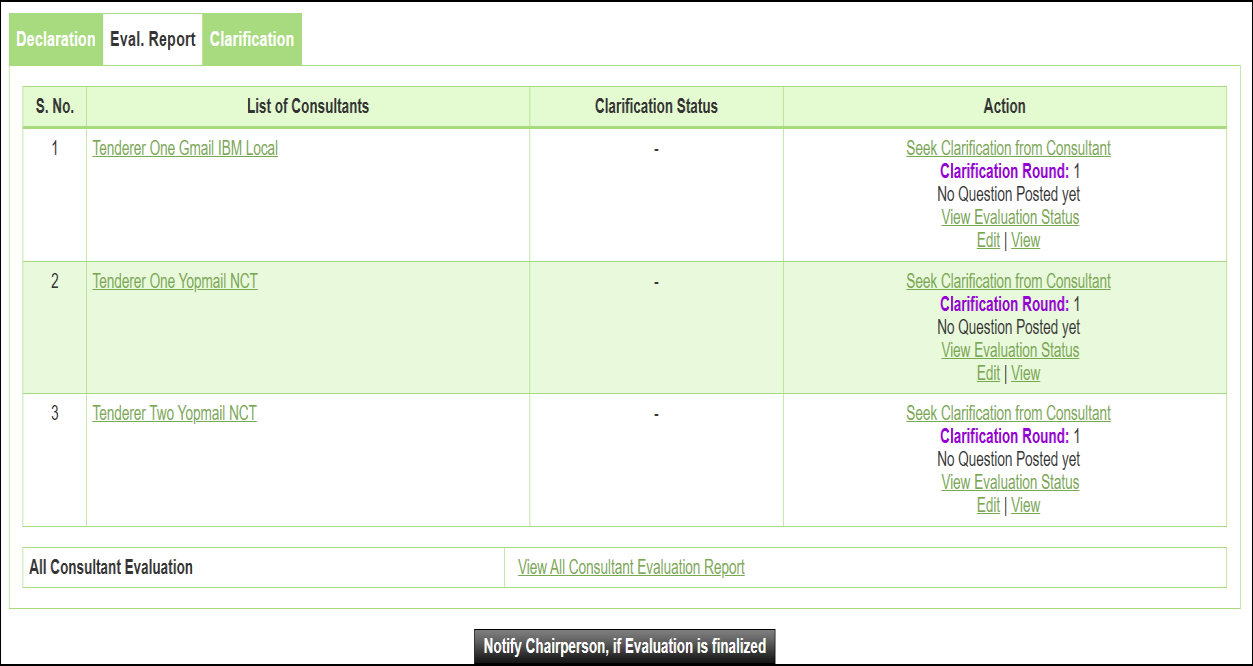 Declaration Eval. Report Clarification
S. No. List of Consultants Clarification Status Action
1 Tenderer One Gmail IBM Local - Seek Clarification from Consultant
Clarification Round: 1
No Question Posted yet
View Evaluation Status
Edit | View
2 Tenderer One Yopmail NCT - Seek Clarification from Consultant
Clarification Round: 1
No Question Posted yet
View Evaluation Status
Edit | View
3 Tenderer Two Yopmail NCT - Seek Clarification from Consultant
Clarification Round: 1
No Question Posted yet
View Evaluation Status
Edit | View
All Consultant Evaluation View All Consultant Evaluation Report
Notify Chairperson, if Evaluation is finalized